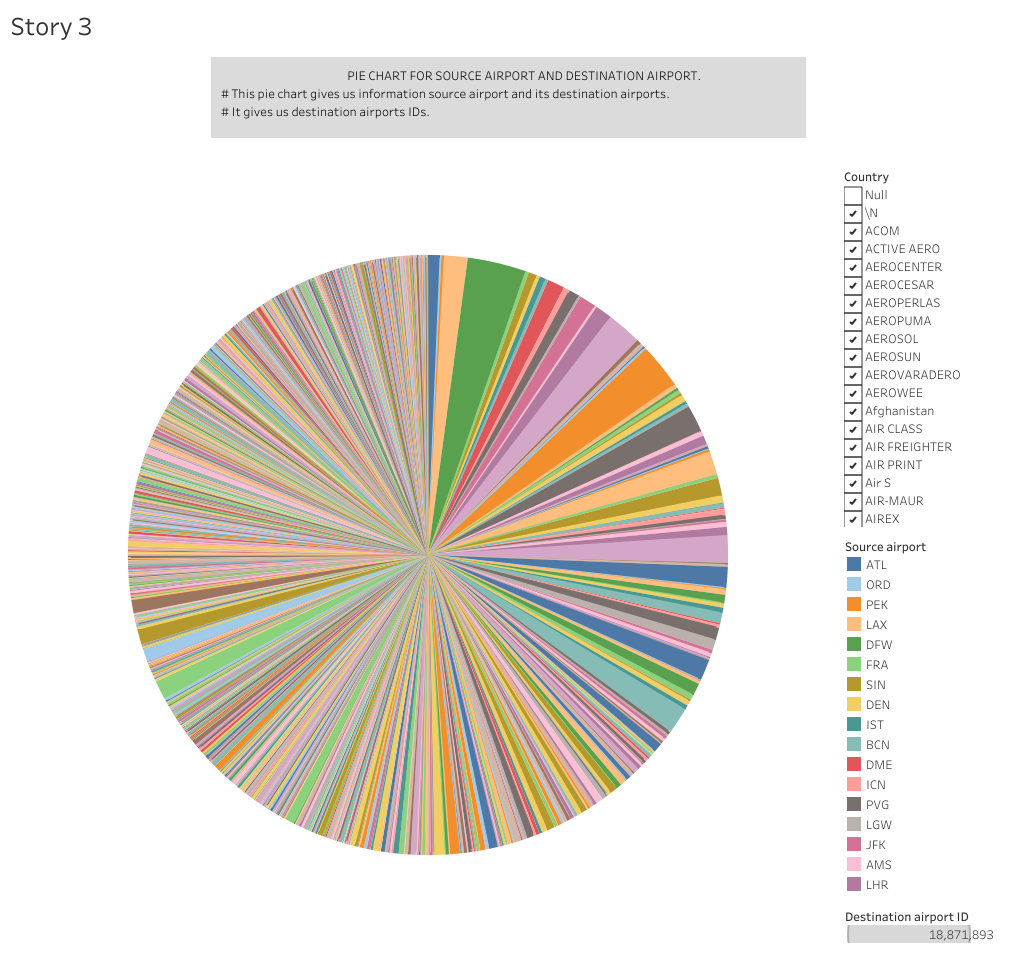 Story 3
PIE CHART FOR SOURCE AIRPORT AND DESTINATION AIRPORT.
# This pie chart gives us information source airport and its destination airports.
# It gives us destination airports IDs.
Country
Null
\N
ACOM
ACTIVE AERO
AEROCENTER
AEROCESAR
AEROPERLAS
AEROPUMA
AEROSOL
AEROSUN
AEROVARADERO
AEROWEE
Afghanistan
AIR CLASS
AIR FREIGHTER
AIR PRINT
Air S
AIR-MAUR
AIREX
Source airport
ATL
ORD
PEK
LAX
DFW
FRA
SIN
DEN
IST
BCN
DME
ICN
PVG
LGW
JFK
AMS
LHR
Destination airport ID
18,871,893